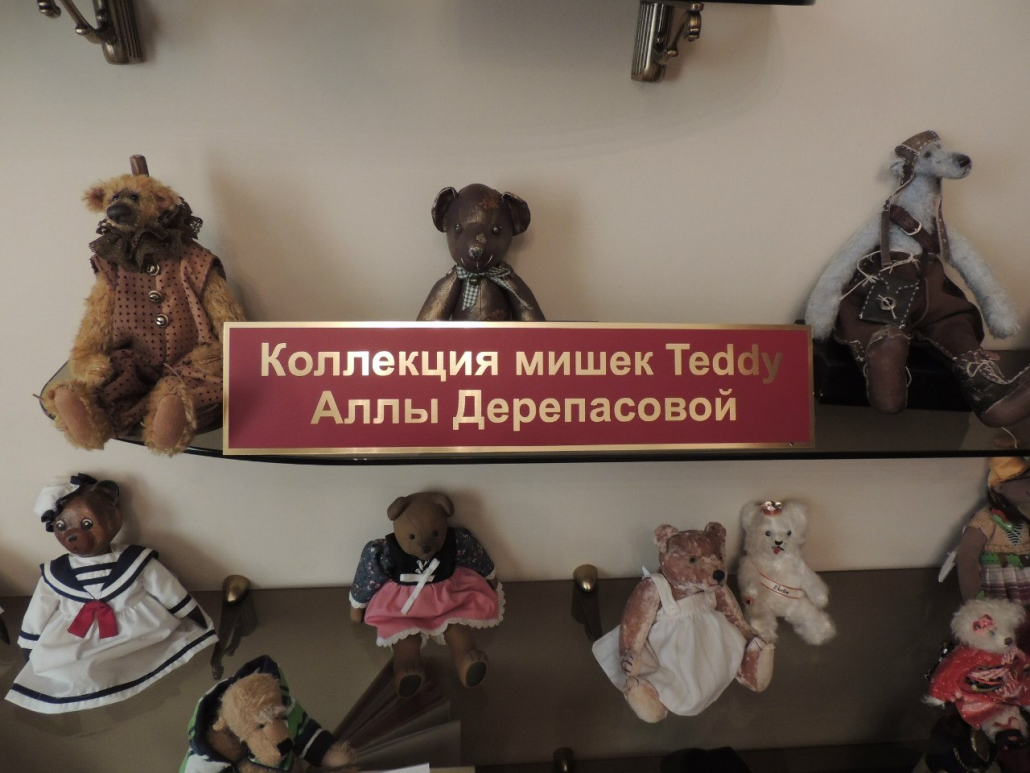 Коллекция мишек Teddy
Аллы Дерепасовой